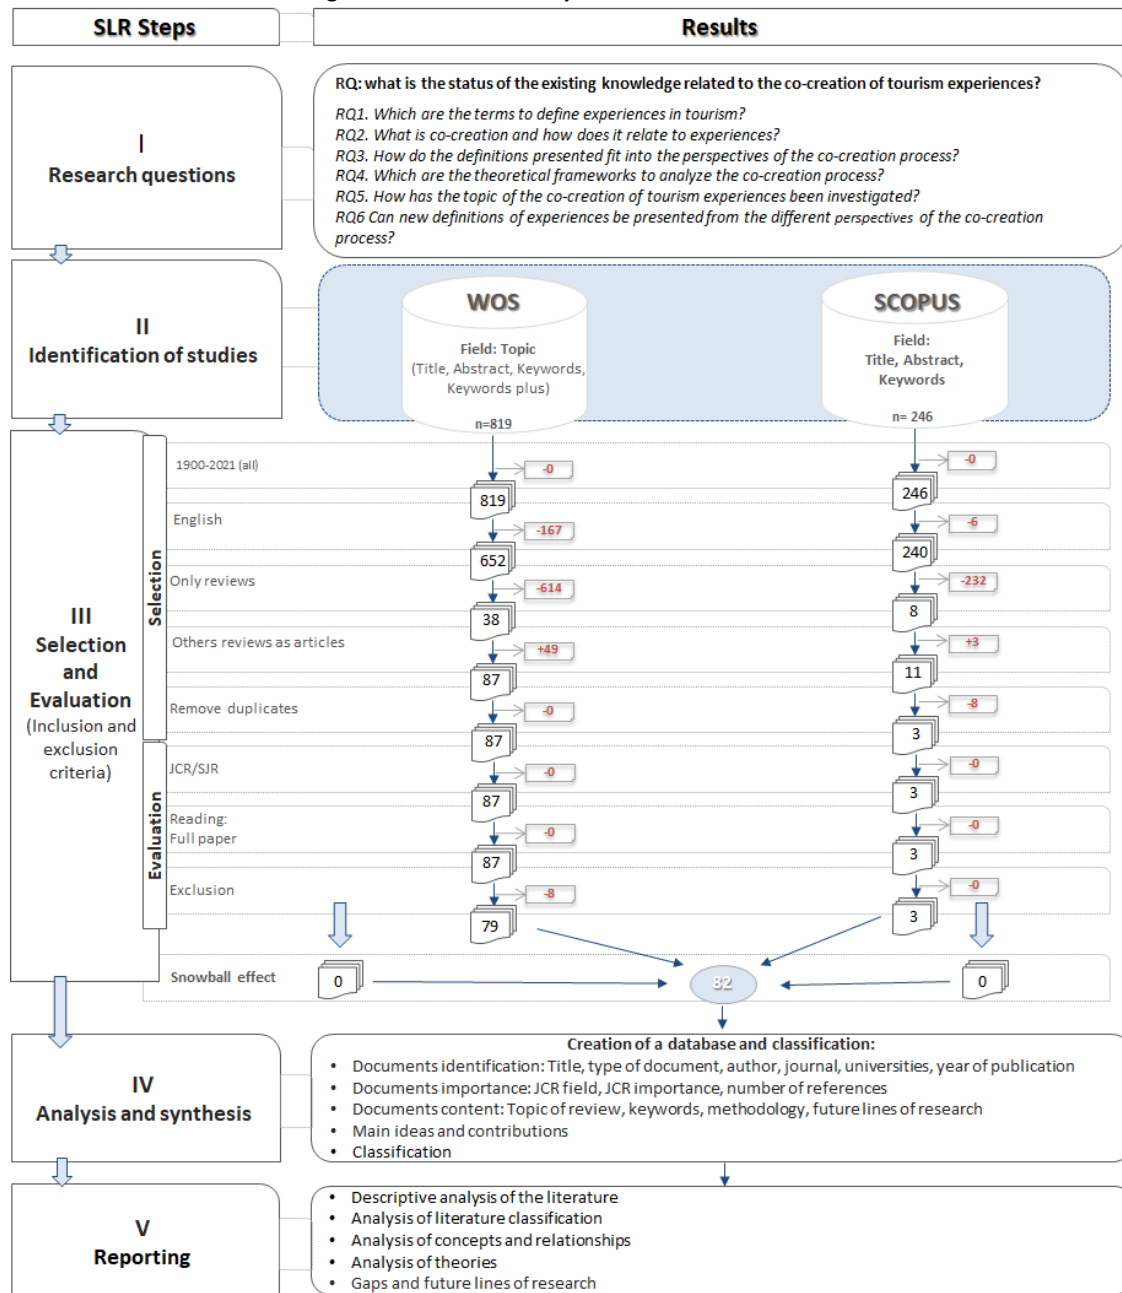 SLR Steps
Results
I
Research questions
RQ: what is the status of the existing knowledge related to the co-creation of tourism experiences?
RQ1. Which are the terms to define experiences in tourism?
RQ2. What is co-creation and how does it relate to experiences?
RQ3. How do the definitions presented fit into the perspectives of the co-creation process?
RQ4. Which are the theoretical frameworks to analyze the co-creation process?
RQ5. How has the topic of the co-creation of tourism experiences been investigated?
RQ6 Can new definitions of experiences be presented from the different perspectives of the co-creation
process?
II
Identification of studies
WOS
Field: Topic
(Title, Abstract, Keywords,
Keywords plus)
n=819
SCOPUS
Field:
Title, Abstract,
Keywords
n= 246
III
Selection
and
Evaluation
(Inclusion and
exclusion
criteria)
Selection
Evaluation
1900-2021 (all)
-0
-0
819
246
English
-167
-6
652
240
Only reviews
-614
-232
38
8
Others reviews as articles
+49
+3
87
11
Remove duplicates
-0
-8
87
3
JCR/SJR
-0
-0
87
3
Reading:
Full paper
-0
-0
87
3
Exclusion
-8
-0
79
3
Snowball effect
0
82
0
IV
Analysis and synthesis
Creation of a database and classification:
• Documents identification: Title, type of document, author, journal, universities, year of publication
• Documents importance: JCR field, JCR importance, number of references
• Documents content: Topic of review, keywords, methodology, future lines of research
• Main ideas and contributions
• Classification
V
Reporting
• Descriptive analysis of the literature
• Analysis of literature classification
• Analysis of concepts and relationships
• Analysis of theories
• Gaps and future lines of research